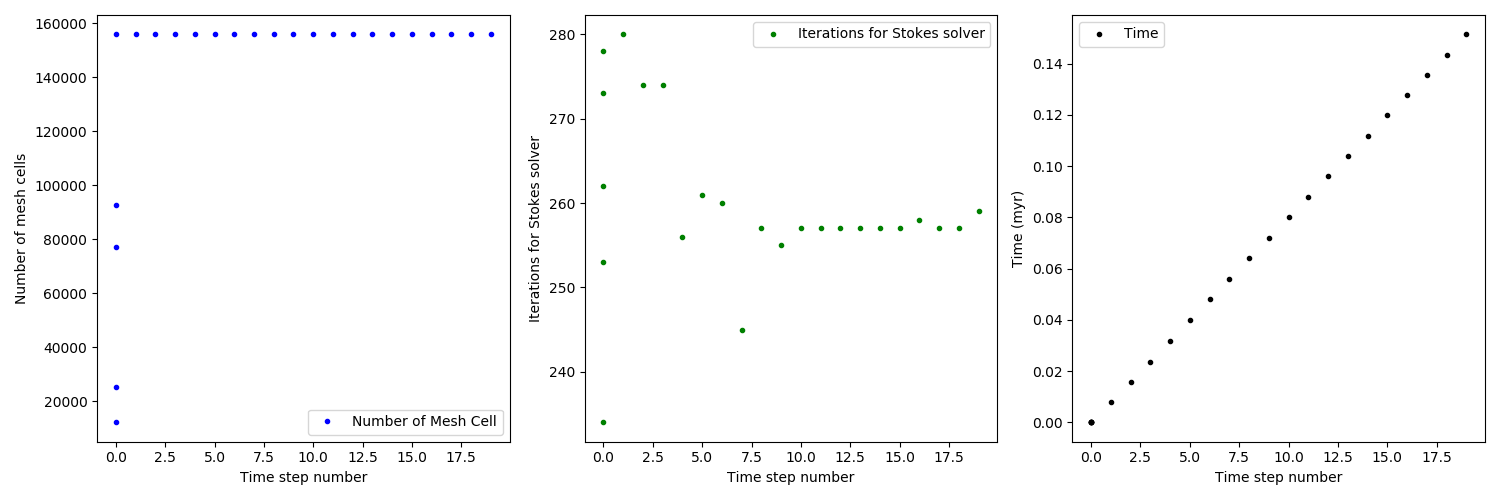 160000
140000
120000
100000
80000
60000
40000
20000
Number of mesh cells
Number of Mesh Cell
0.0 2.5 5.0 7.5 10.0 12.5 15.0 17.5
Time step number
280
270
260
250
240
Iterations for Stokes solver
Iterations for Stokes solver
0.0 2.5 5.0 7.5 10.0 12.5 15.0 17.5
Time step number
Time
0.14
0.12
0.10
0.08
0.06
0.04
0.02
0.00
Time (myr)
0.0 2.5 5.0 7.5 10.0 12.5 15.0 17.5
Time step number